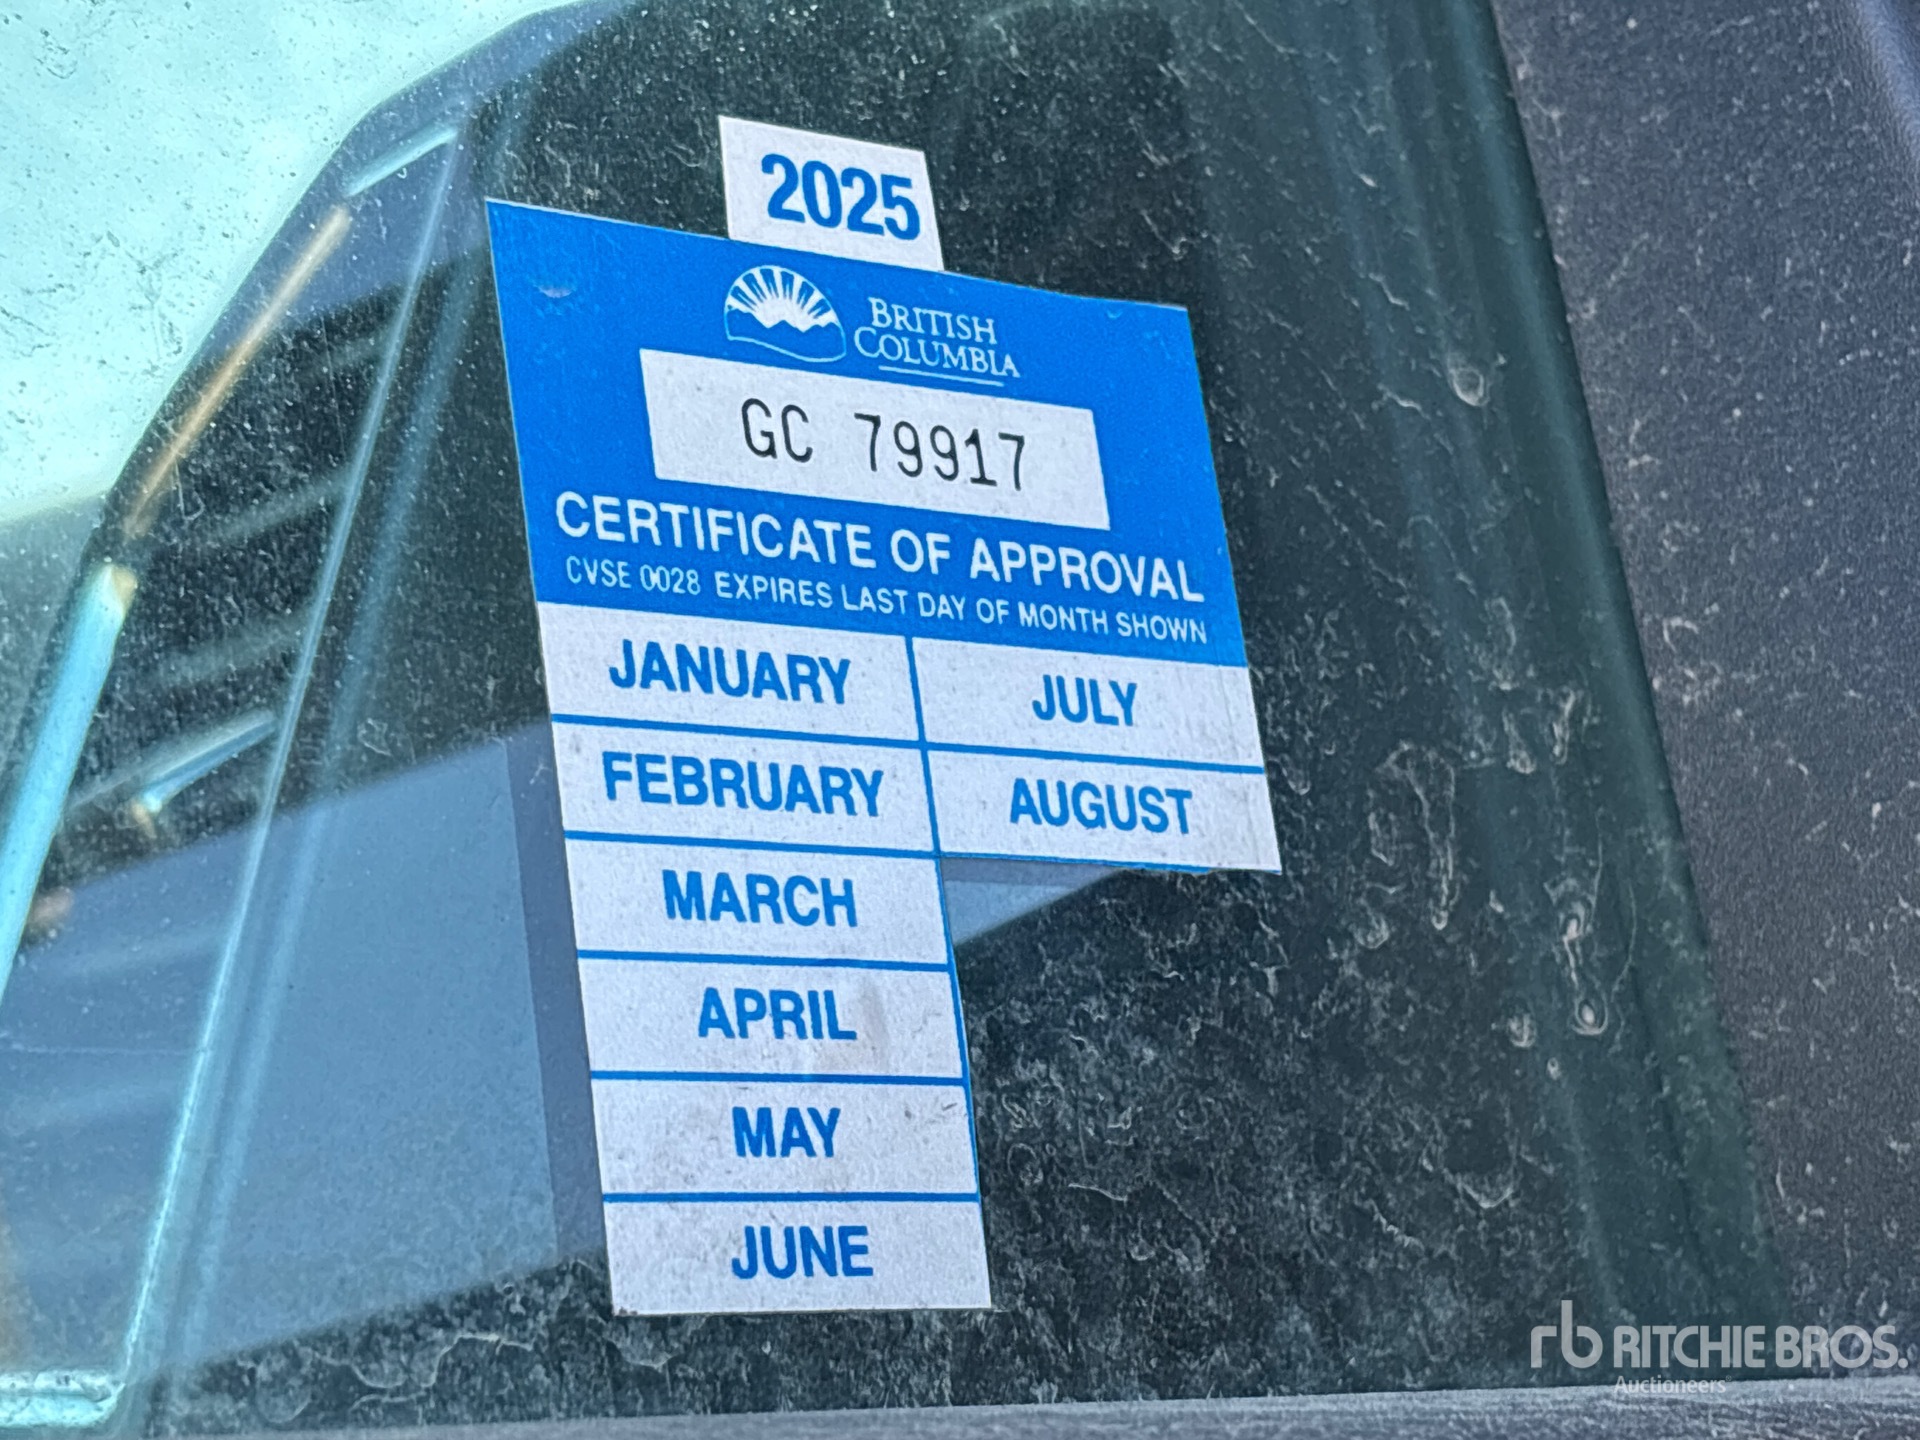 2025
BRITISH
COLUMBIA
GC 79917
CERTIFICATE OF APPROVAL
CVSE 0028 EXPIRES LAST DAY OF MONTH SHOWN
JANUARY
FEBRUARY
MARCH
APRIL
MAY
JUNE
JULY
AUGUST
rb RITCHIE BROS.
Auctioneers